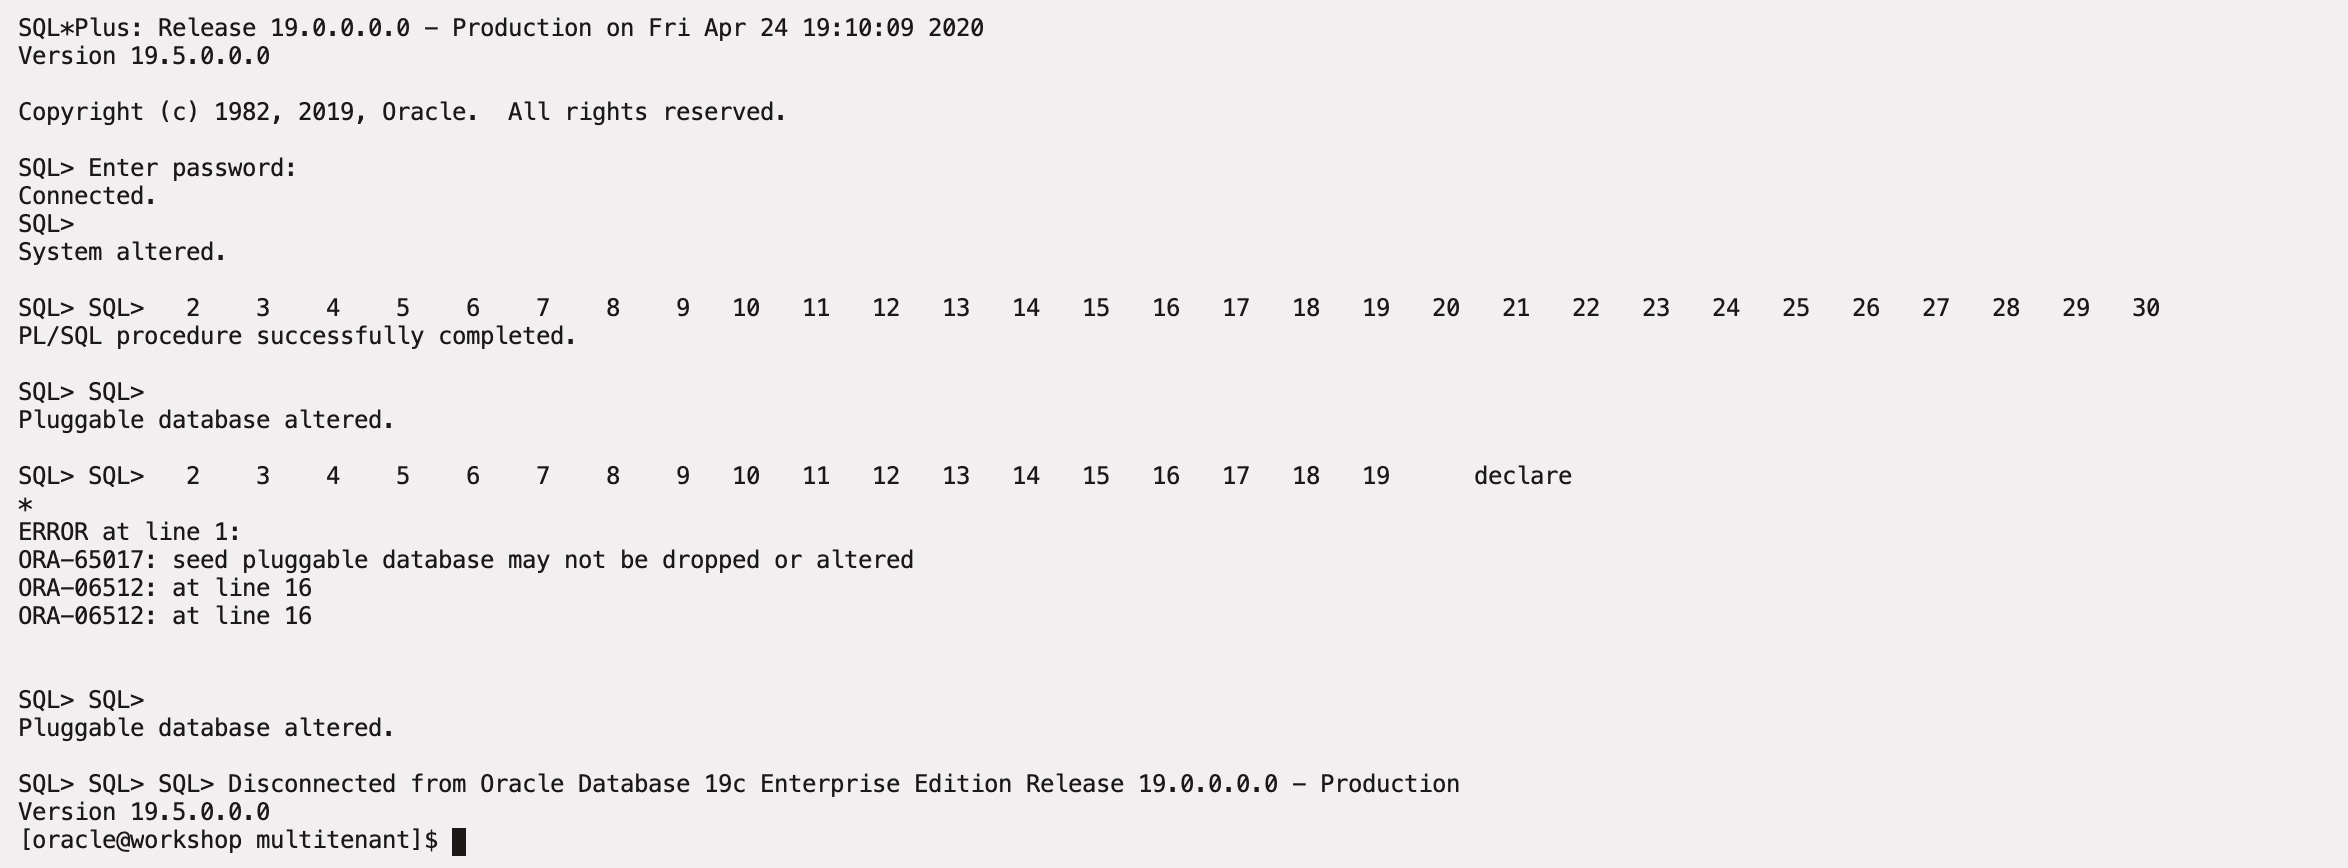 SQL*Plus: Release 19.0.0.0.0 – Production on Fri Apr 24 19:10:09 2020
Version 19.5.0.0.0
Copyright (c) 1982, 2019, Oracle.  All rights reserved.
SQL> Enter password:
Connected.
SQL>
System altered.
SQL> SQL>   2    3    4    5    6    7    8    9   10   11   12   13   14   15   16   17   18   19   20   21   22   23   24   25   26   27   28   29   30
PL/SQL procedure successfully completed.
SQL> SQL>
Pluggable database altered.
SQL> SQL>   2    3    4    5    6    7    8    9   10   11   12   13   14   15   16   17   18   19      declare
*
ERROR at line 1:
ORA–65017: seed pluggable database may not be dropped or altered
ORA–06512: at line 16
ORA–06512: at line 16
SQL> SQL>
Pluggable database altered.
SQL> SQL> SQL> Disconnected from Oracle Database 19c Enterprise Edition Release 19.0.0.0.0 – Production
Version 19.5.0.0.0
[oracle@workshop multitenant]$